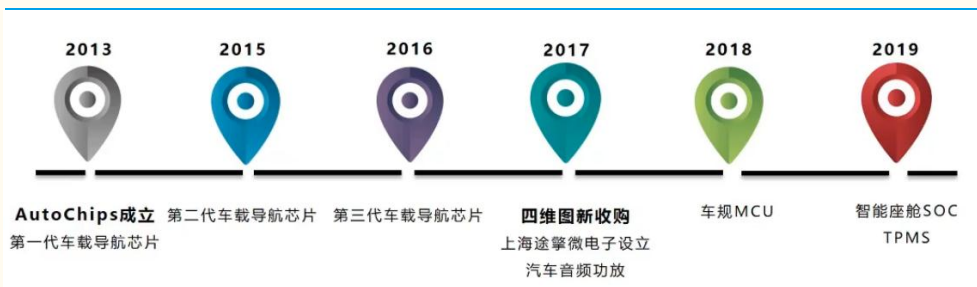 2013 2015 2016 2017 2018 2019
AutoChips成立
第一代车载导航芯片
第二代车载导航芯片
第三代车载导航芯片
四维图新收购
上海途擎微电子设立
汽车音频功放
车规MCU
智能座舱SOC
TPMS